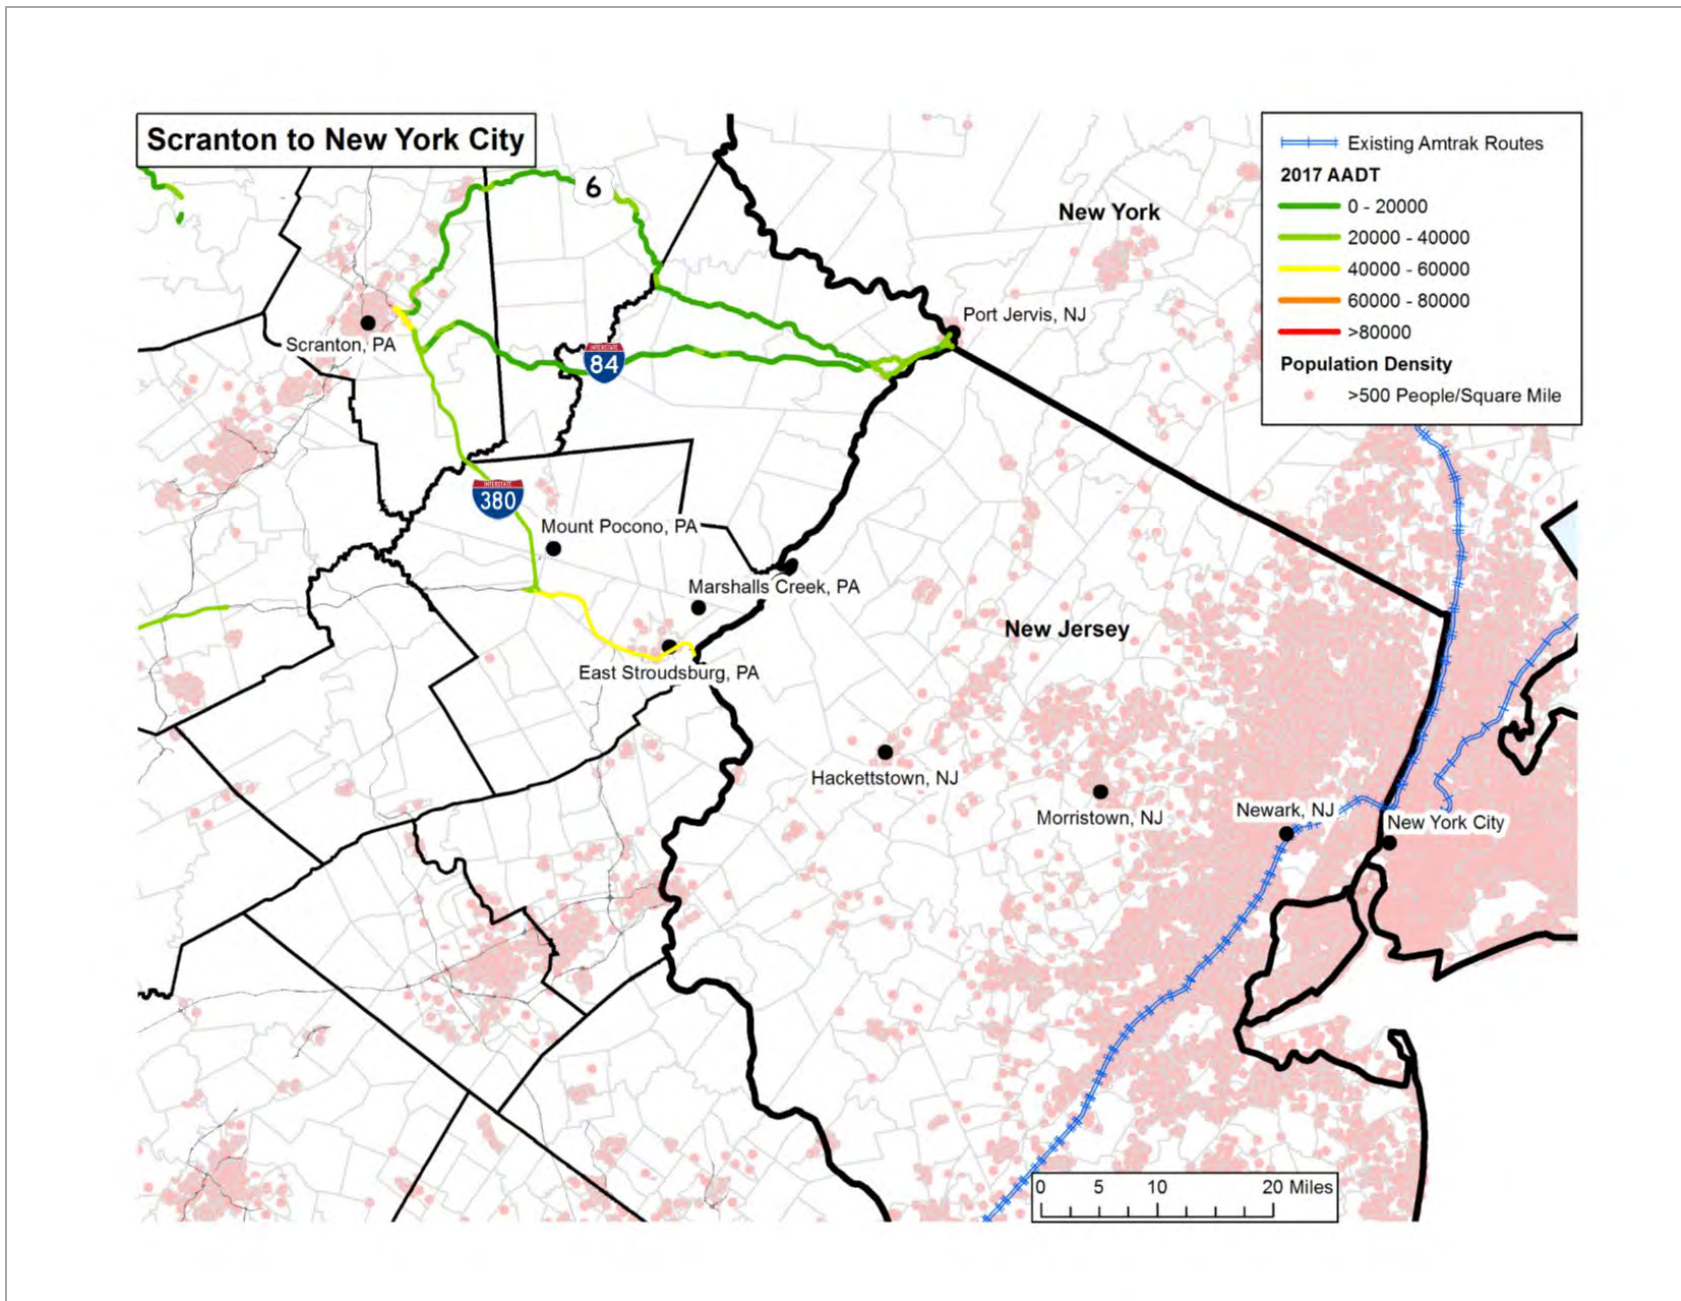 Scranton to New York City
Existing Amtrak Routes
2017 AADT
0 - 20000
20000 - 40000
40000 - 60000
60000 - 80000
>80000
Population Density
>500 People/Square Mile
6
New York
Port Jervis, NJ
Scranton, PA
INTERSTATE
84
INTERSTATE
380
Mount Pocono, PA
Marshalls Creek, PA
New Jersey
East Stroudsburg, PA
Hackettstown, NJ
Morristown, NJ
Newark, NJ
New York City
0 5 10 20 Miles